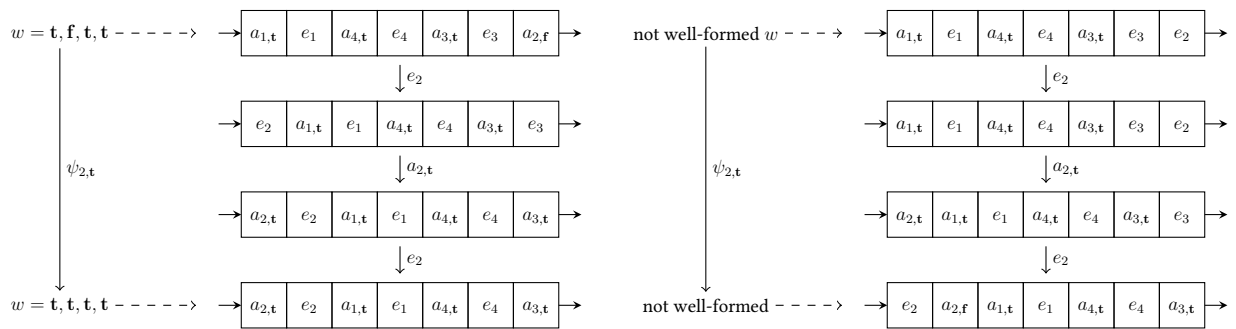 w = t, f, t, t a₁,t e₁ a₄,t e₄ a₃,t e₃ a₂,f not well-formed w a₁,t e₁ a₄,t e₄ a₃,t e₃ e₂
e₂ e₂
e₂ a₁,t e₁ a₄,t e₄ a₃,t e₃ a₁,t e₁ a₄,t e₄ a₃,t e₃ e₂
ψ₂,t a₂,t ψ₂,t a₂,t
a₂,t e₂ a₁,t e₁ a₄,t e₄ a₃,t a₂,t a₁,t e₁ a₄,t e₄ a₃,t e₃
e₂ e₂
w = t, t, t, t a₂,t e₂ a₁,t e₁ a₄,t e₄ a₃,t not well-formed e₂ a₂,f a₁,t e₁ a₄,t e₄ a₃,t